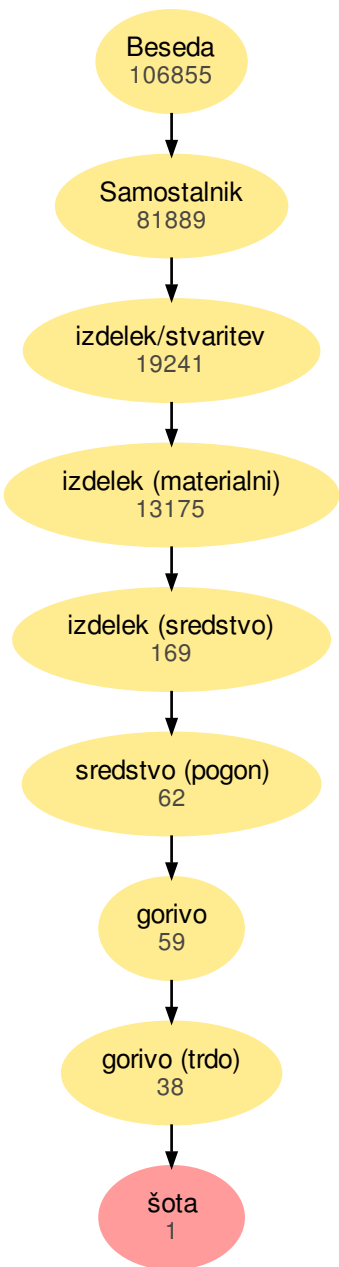 Beseda
106855
Samostalnik
81889
izdelek/stvaritev
19241
izdelek (materialni)
13175
izdelek (sredstvo)
169
sredstvo (pogon)
62
gorivo
59
gorivo (trdo)
38
šota
1